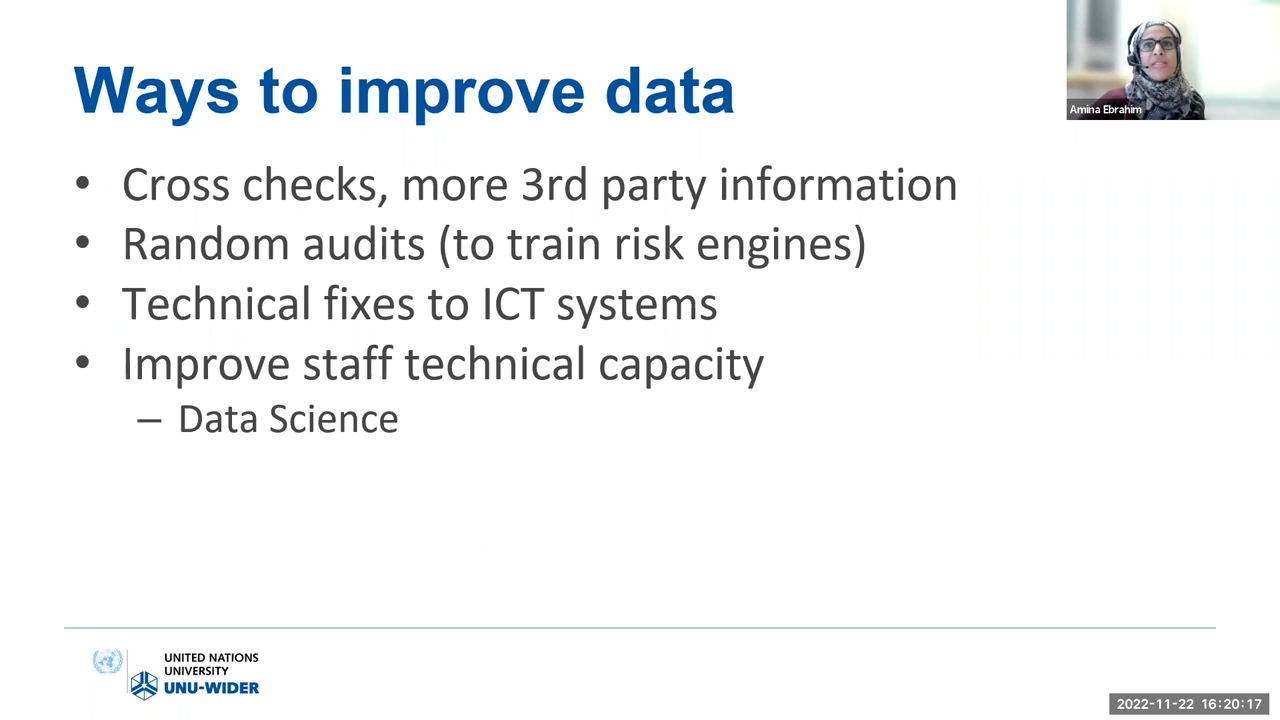 Ways to improve data
Amina Ebrahim
• Cross checks, more 3rd party information
• Random audits (to train risk engines)
• Technical fixes to ICT systems
• Improve staff technical capacity
– Data Science
UNITED NATIONS
UNIVERSITY
UNU-WIDER
2022-11-22 16:20:17